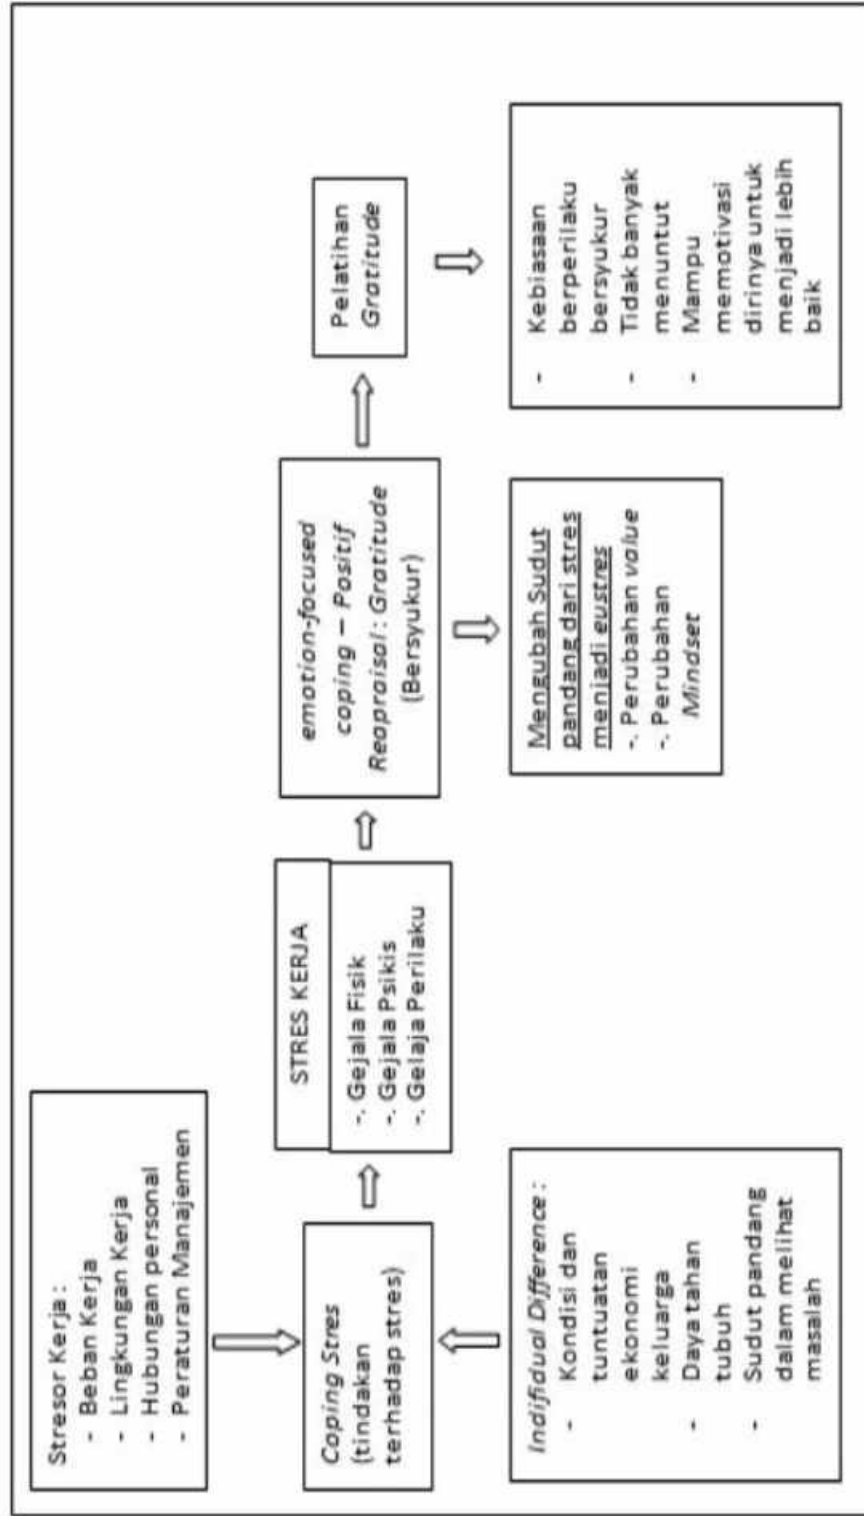 Stresor Kerja :
- Beban Kerja
- Lingkungan Kerja
- Hubungan personal
- Peraturan Manajemen
Coping Stres
(tindakan
terhadap stres)
Indifidual Difference :
- Kondisi dan
tuntuatan
ekonomi
keluarga
- Daya tahan
tubuh
- Sudut pandang
dalam melihat
masalah
STRES KERJA
-. Gejala Fisik
-. Gejala Psikis
-. Gelaja Perilaku
emotion-focused
coping – Positif
Reapraisal : Gratitude
(Bersyukur)
Mengubah Sudut
pandang dari stres
menjadi eustres
-. Perubahan value
-. Perubahan
Mindset
Pelatihan
Gratitude
- Kebiasaan
berperilaku
bersyukur
- Tidak banyak
menuntut
- Mampu
memotivasi
dirinya untuk
menjadi lebih
baik